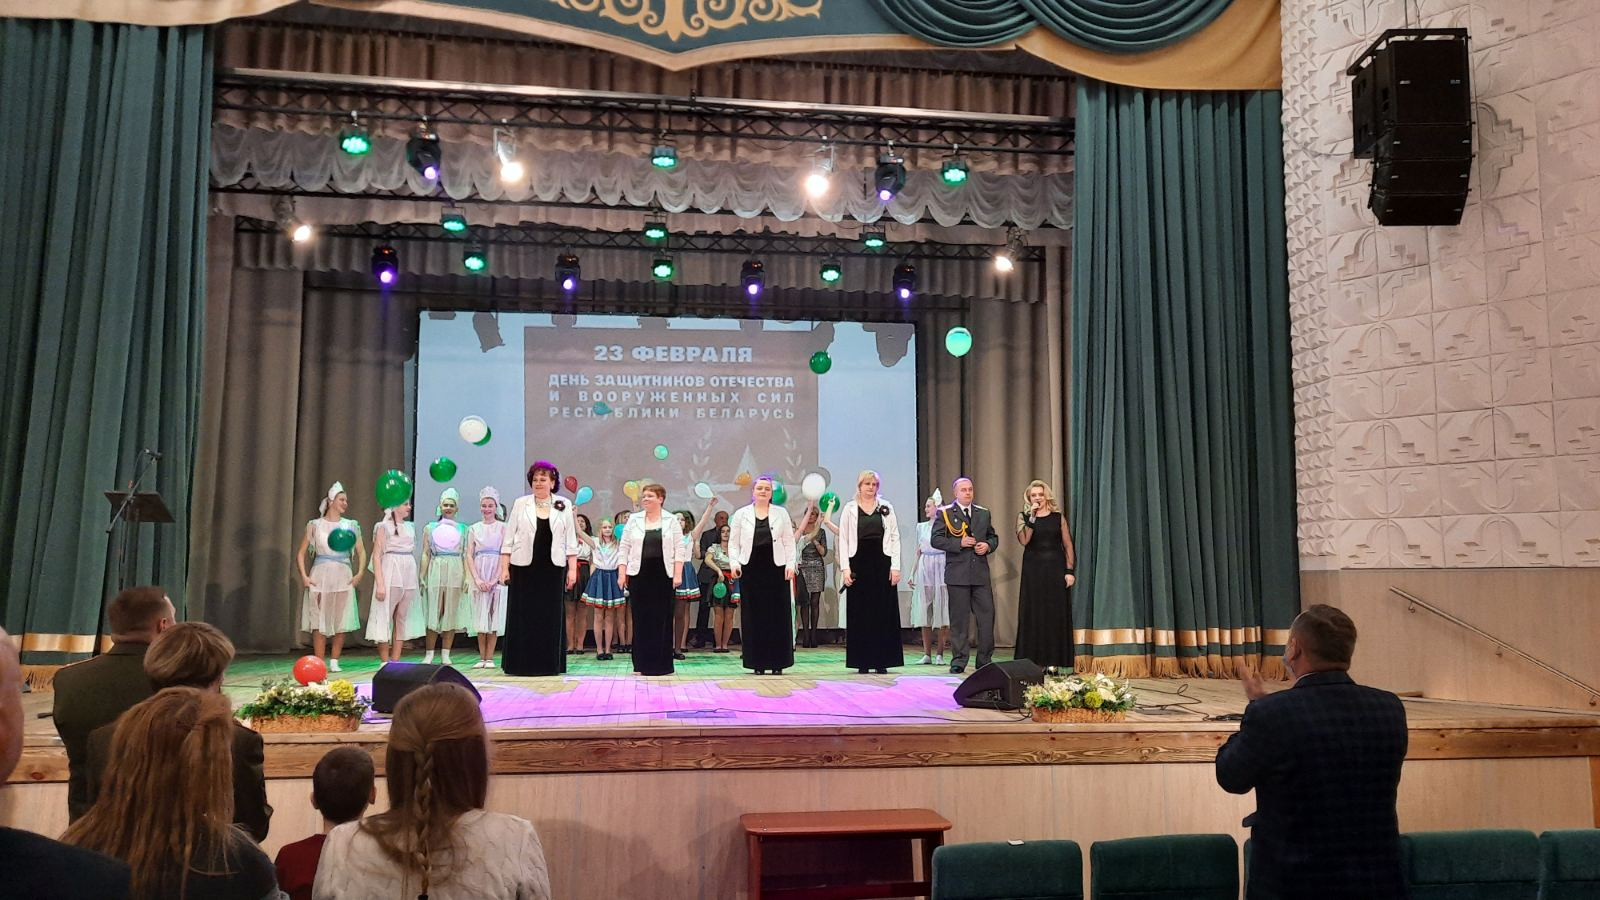 23 ФЕВРАЛЯ
ДЕНЬ ЗАЩИТНИКОВ ОТЕЧЕСТВА
И ВООРУЖЕННЫХ СИЛ
РЕСПУБЛИКИ БЕЛАРУСЬ